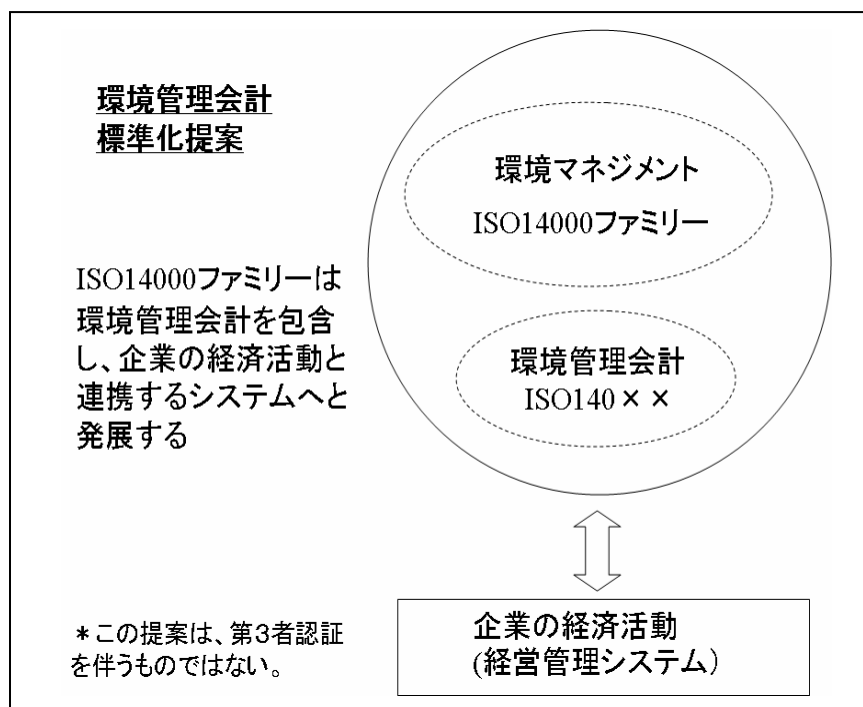 環境管理会計
標準化提案
ISO14000ファミリーは
環境管理会計を包含
し、企業の経済活動と
連携するシステムへと
発展する
環境マネジメント
ISO14000ファミリー
環境管理会計
ISO140××
企業の経済活動
(経営管理システム)
*この提案は、第3者認証
を伴うものではない。